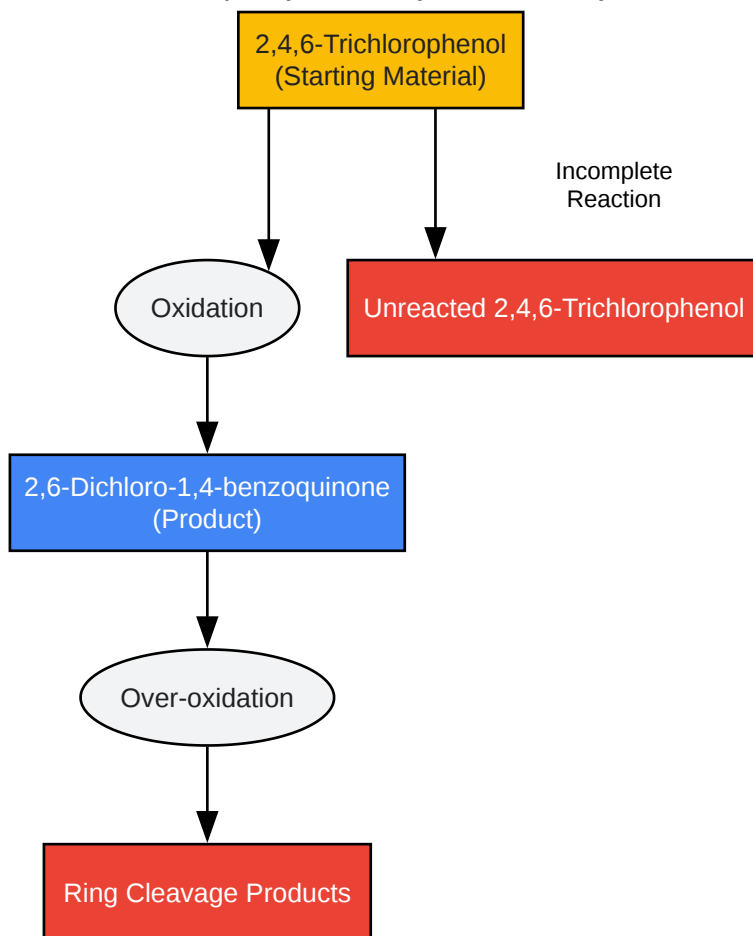 2,4,6-Trichlorophenol
(Starting Material)
Incomplete
Reaction
Oxidation
Unreacted 2,4,6-Trichlorophenol
2,6-Dichloro-1,4-benzoquinone
(Product)
Over-oxidation
Ring Cleavage Products